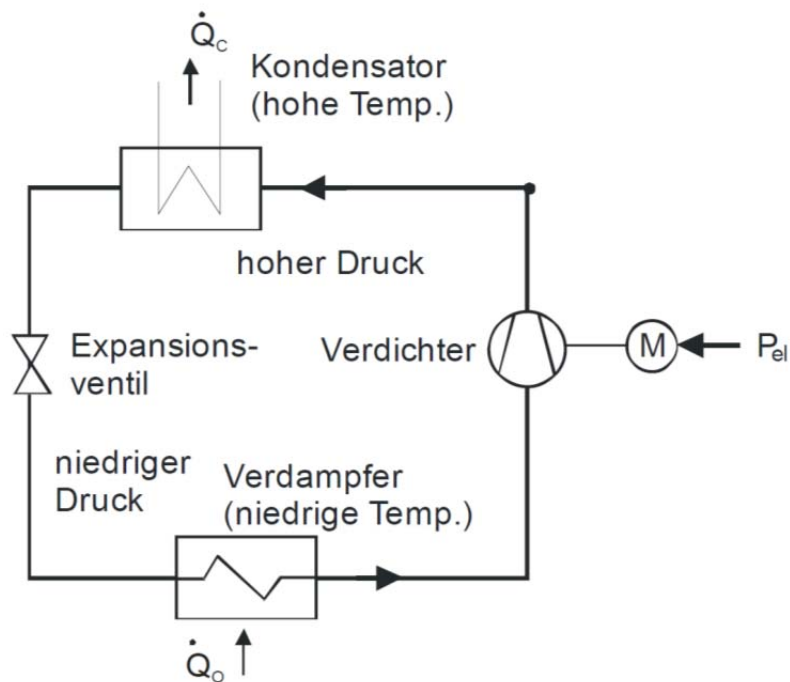 Q̇c
Kondensator
(hohe Temp.)
hoher Druck
Expansions-
ventil
Verdichter
M
Pel
niedriger
Druck
Verdampfer
(niedrige Temp.)
Q̇o